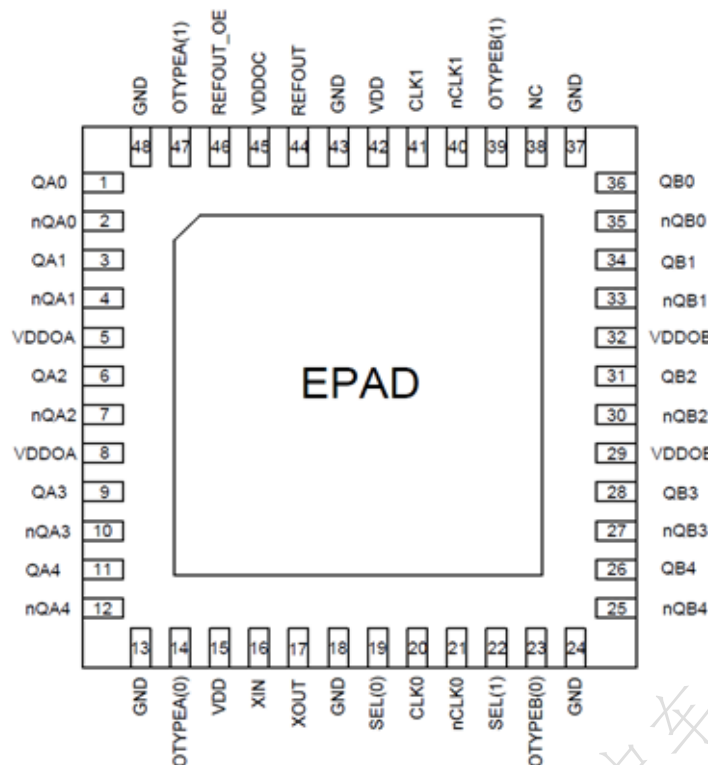 GND OTYPEA(1) REFOUT_OE VDDOC REFOUT GND VDD CLK1 nCLK1 OTYPEB(1) NC GND
48 47 46 45 44 43 42 41 40 39 38 37
QA0 1 36 QB0
nQA0 2 35 nQB0
QA1 3 34 QB1
nQA1 4 33 nQB1
VDDOA 5 32 VDDOB
QA2 6 31 QB2
EPAD
nQA2 7 30 nQB2
VDDOA 8 29 VDDOB
QA3 9 28 QB3
nQA3 10 27 nQB3
QA4 11 26 QB4
nQA4 12 25 nQB4
13 14 15 16 17 18 19 20 21 22 23 24
GND OTYPEA(0) VDD XIN XOUT GND SEL(0) CLK0 nCLK0 SEL(1) OTYPEB(0) GND
车